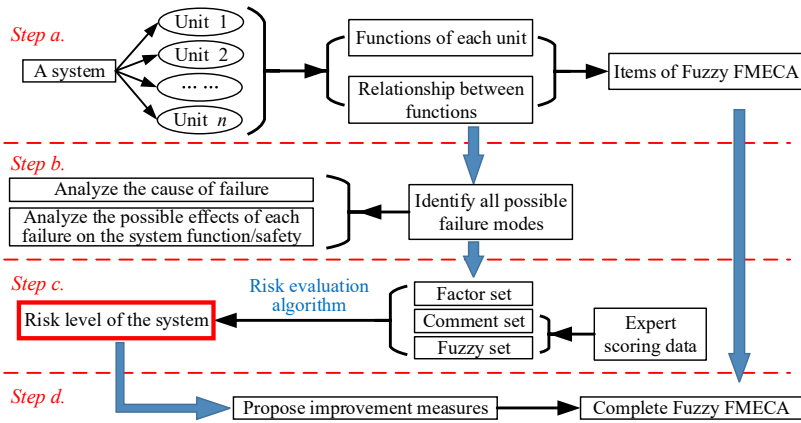 Step a.
A system
Unit 1
Unit 2
... ...
Unit n
Functions of each unit
Relationship between
functions
Items of Fuzzy FMECA
Step b.
Analyze the cause of failure
Analyze the possible effects of each
failure on the system function/safety
Identify all possible
failure modes
Step c.
Risk level of the system
Risk evaluation
algorithm
Factor set
Comment set
Fuzzy set
Expert
scoring data
Step d.
Propose improvement measures
Complete Fuzzy FMECA